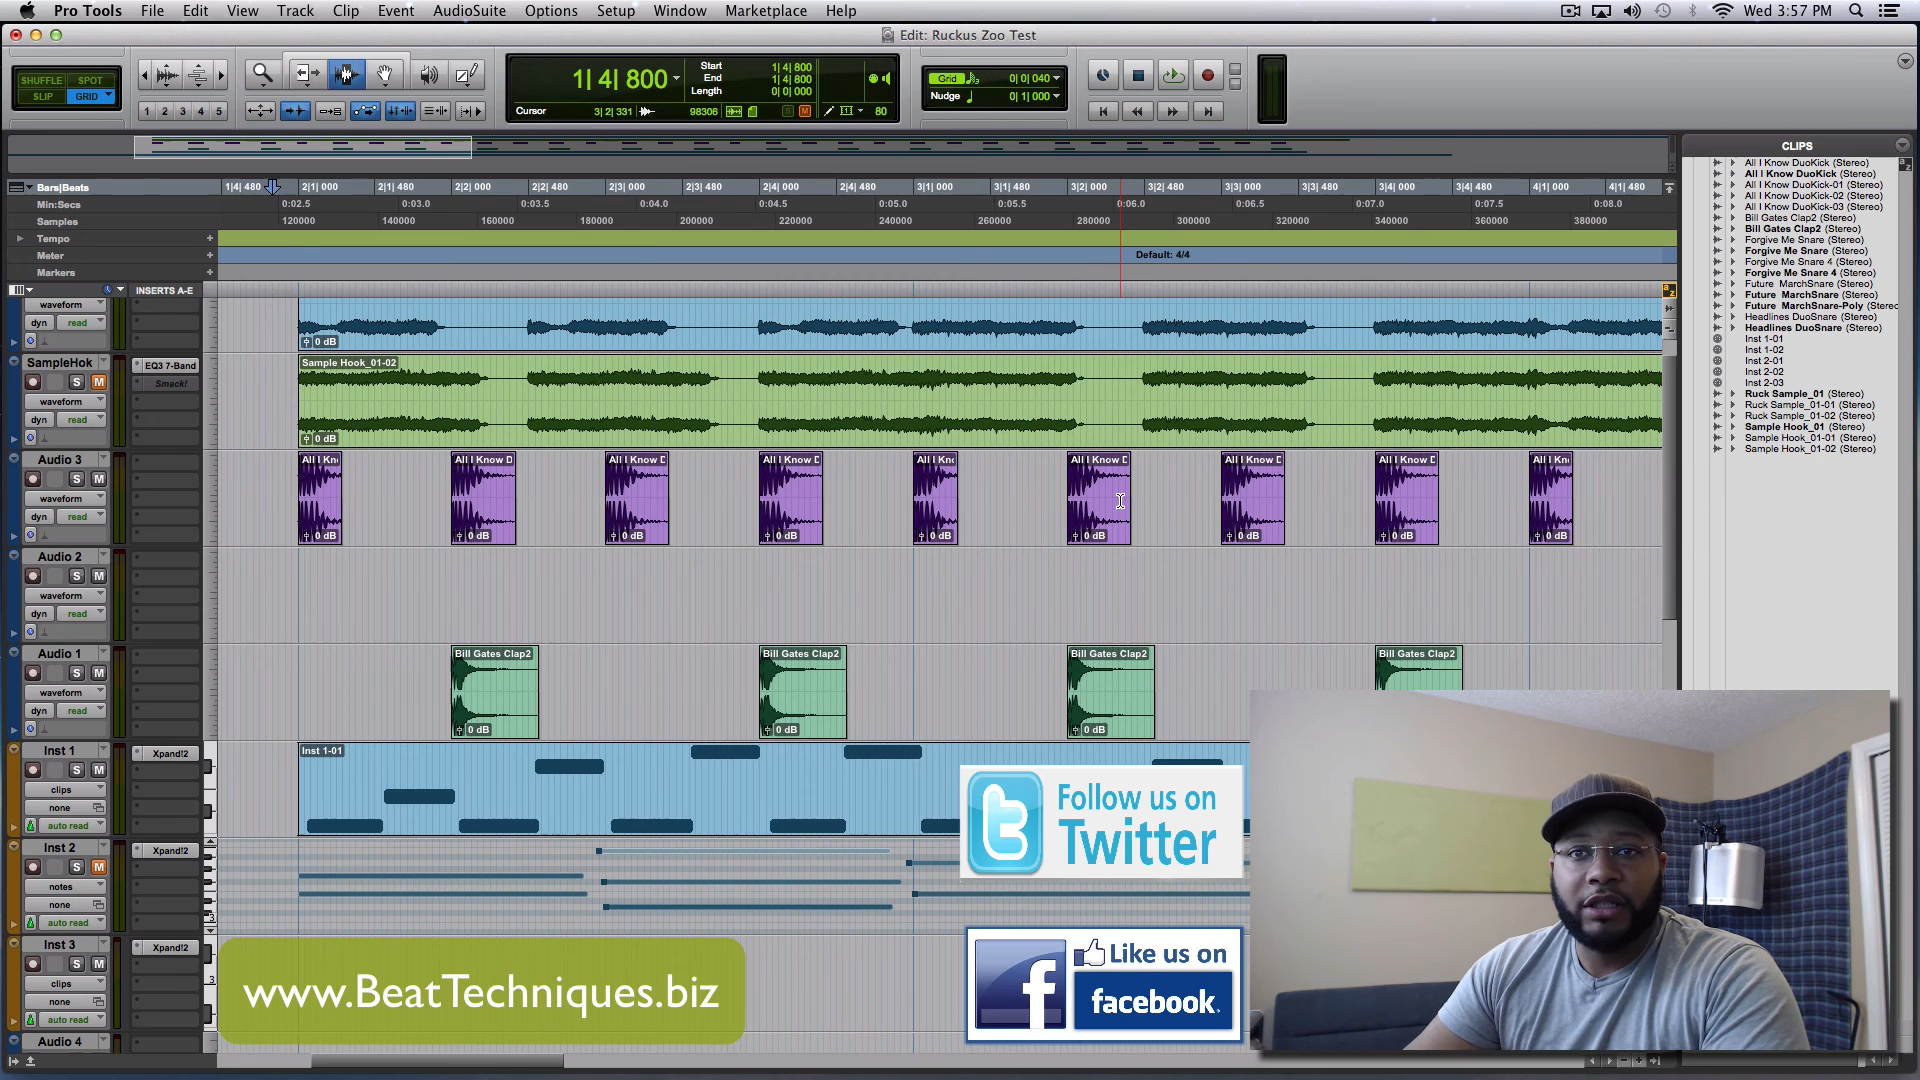 Pro Tools File Edit View Track Clip Event AudioSuite Options Setup Window Marketplace Help Wed 3:57 PM
Edit: Ruckus Zoo Test
SHUFFLE SPOT
SLIP GRID
1 2 3 4 5
1| 4| 800
Start 1| 4| 800
End 1| 4| 800
Length 0| 0| 000
Cursor 3| 2| 331 98306 S M 80
Grid 0| 0| 040
Nudge 0| 1| 000
CLIPS
Bars|Beats 1|4| 480 2|1| 000 2|1| 480 2|2| 000 2|2| 480 2|3| 000 2|3| 480 2|4| 000 2|4| 480 3|1| 000 3|1| 480 3|2| 000 3|2| 480 3|3| 000 3|3| 480 3|4| 000 3|4| 480 4|1| 000 4|1| 480
Min:Secs 0:02.5 0:03.0 0:03.5 0:04.0 0:04.5 0:05.0 0:05.5 0:06.0 0:06.5 0:07.0 0:07.5 0:08.0
Samples 120000 140000 160000 180000 200000 220000 240000 260000 280000 300000 320000 340000 360000 380000
Tempo
Meter Default: 4/4
Markers
INSERTS A-E
waveform
dyn read
0 dB
SampleHok EQ3 7-Band Sample Hook_01-02
S M Smack!
waveform
dyn read
0 dB
Audio 3 All I Kn All I Know D All I Know D All I Know D All I Kn All I Know D All I Know D All I Know D All I Kn
S M
waveform
dyn read
0 dB 0 dB 0 dB 0 dB 0 dB 0 dB 0 dB 0 dB 0 dB
Audio 2
S M
waveform
dyn read
Audio 1 Bill Gates Clap2 Bill Gates Clap2 Bill Gates Clap2 Bill Gates Clap2
S M
waveform
dyn read
0 dB 0 dB 0 dB
Inst 1 Xpand!2 Inst 1-01
S M
clips
none
auto read
Inst 2 Xpand!2
S M
notes
none
auto read
3
Inst 3 Xpand!2
S M
clips
3
none
auto read
Audio 4
All I Know DuoKick (Stereo)
All I Know DuoKick (Stereo)
All I Know DuoKick-01 (Stereo)
All I Know DuoKick-02 (Stereo)
All I Know DuoKick-03 (Stereo)
Bill Gates Clap2 (Stereo)
Bill Gates Clap2 (Stereo)
Forgive Me Snare (Stereo)
Forgive Me Snare (Stereo)
Forgive Me Snare 4 (Stereo)
Forgive Me Snare 4 (Stereo)
Future MarchSnare (Stereo)
Future MarchSnare (Stereo)
Future MarchSnare-Poly (Sterec
Headlines DuoSnare (Stereo)
Headlines DuoSnare (Stereo)
Inst 1-01
Inst 1-02
Inst 2-01
Inst 2-02
Inst 2-03
Ruck Sample_01 (Stereo)
Ruck Sample_01-01 (Stereo)
Ruck Sample_01-02 (Stereo)
Sample Hook_01 (Stereo)
Sample Hook_01-01 (Stereo)
Sample Hook_01-02 (Stereo)
Follow us on
Twitter
www.BeatTechniques.biz
Like us on
facebook.